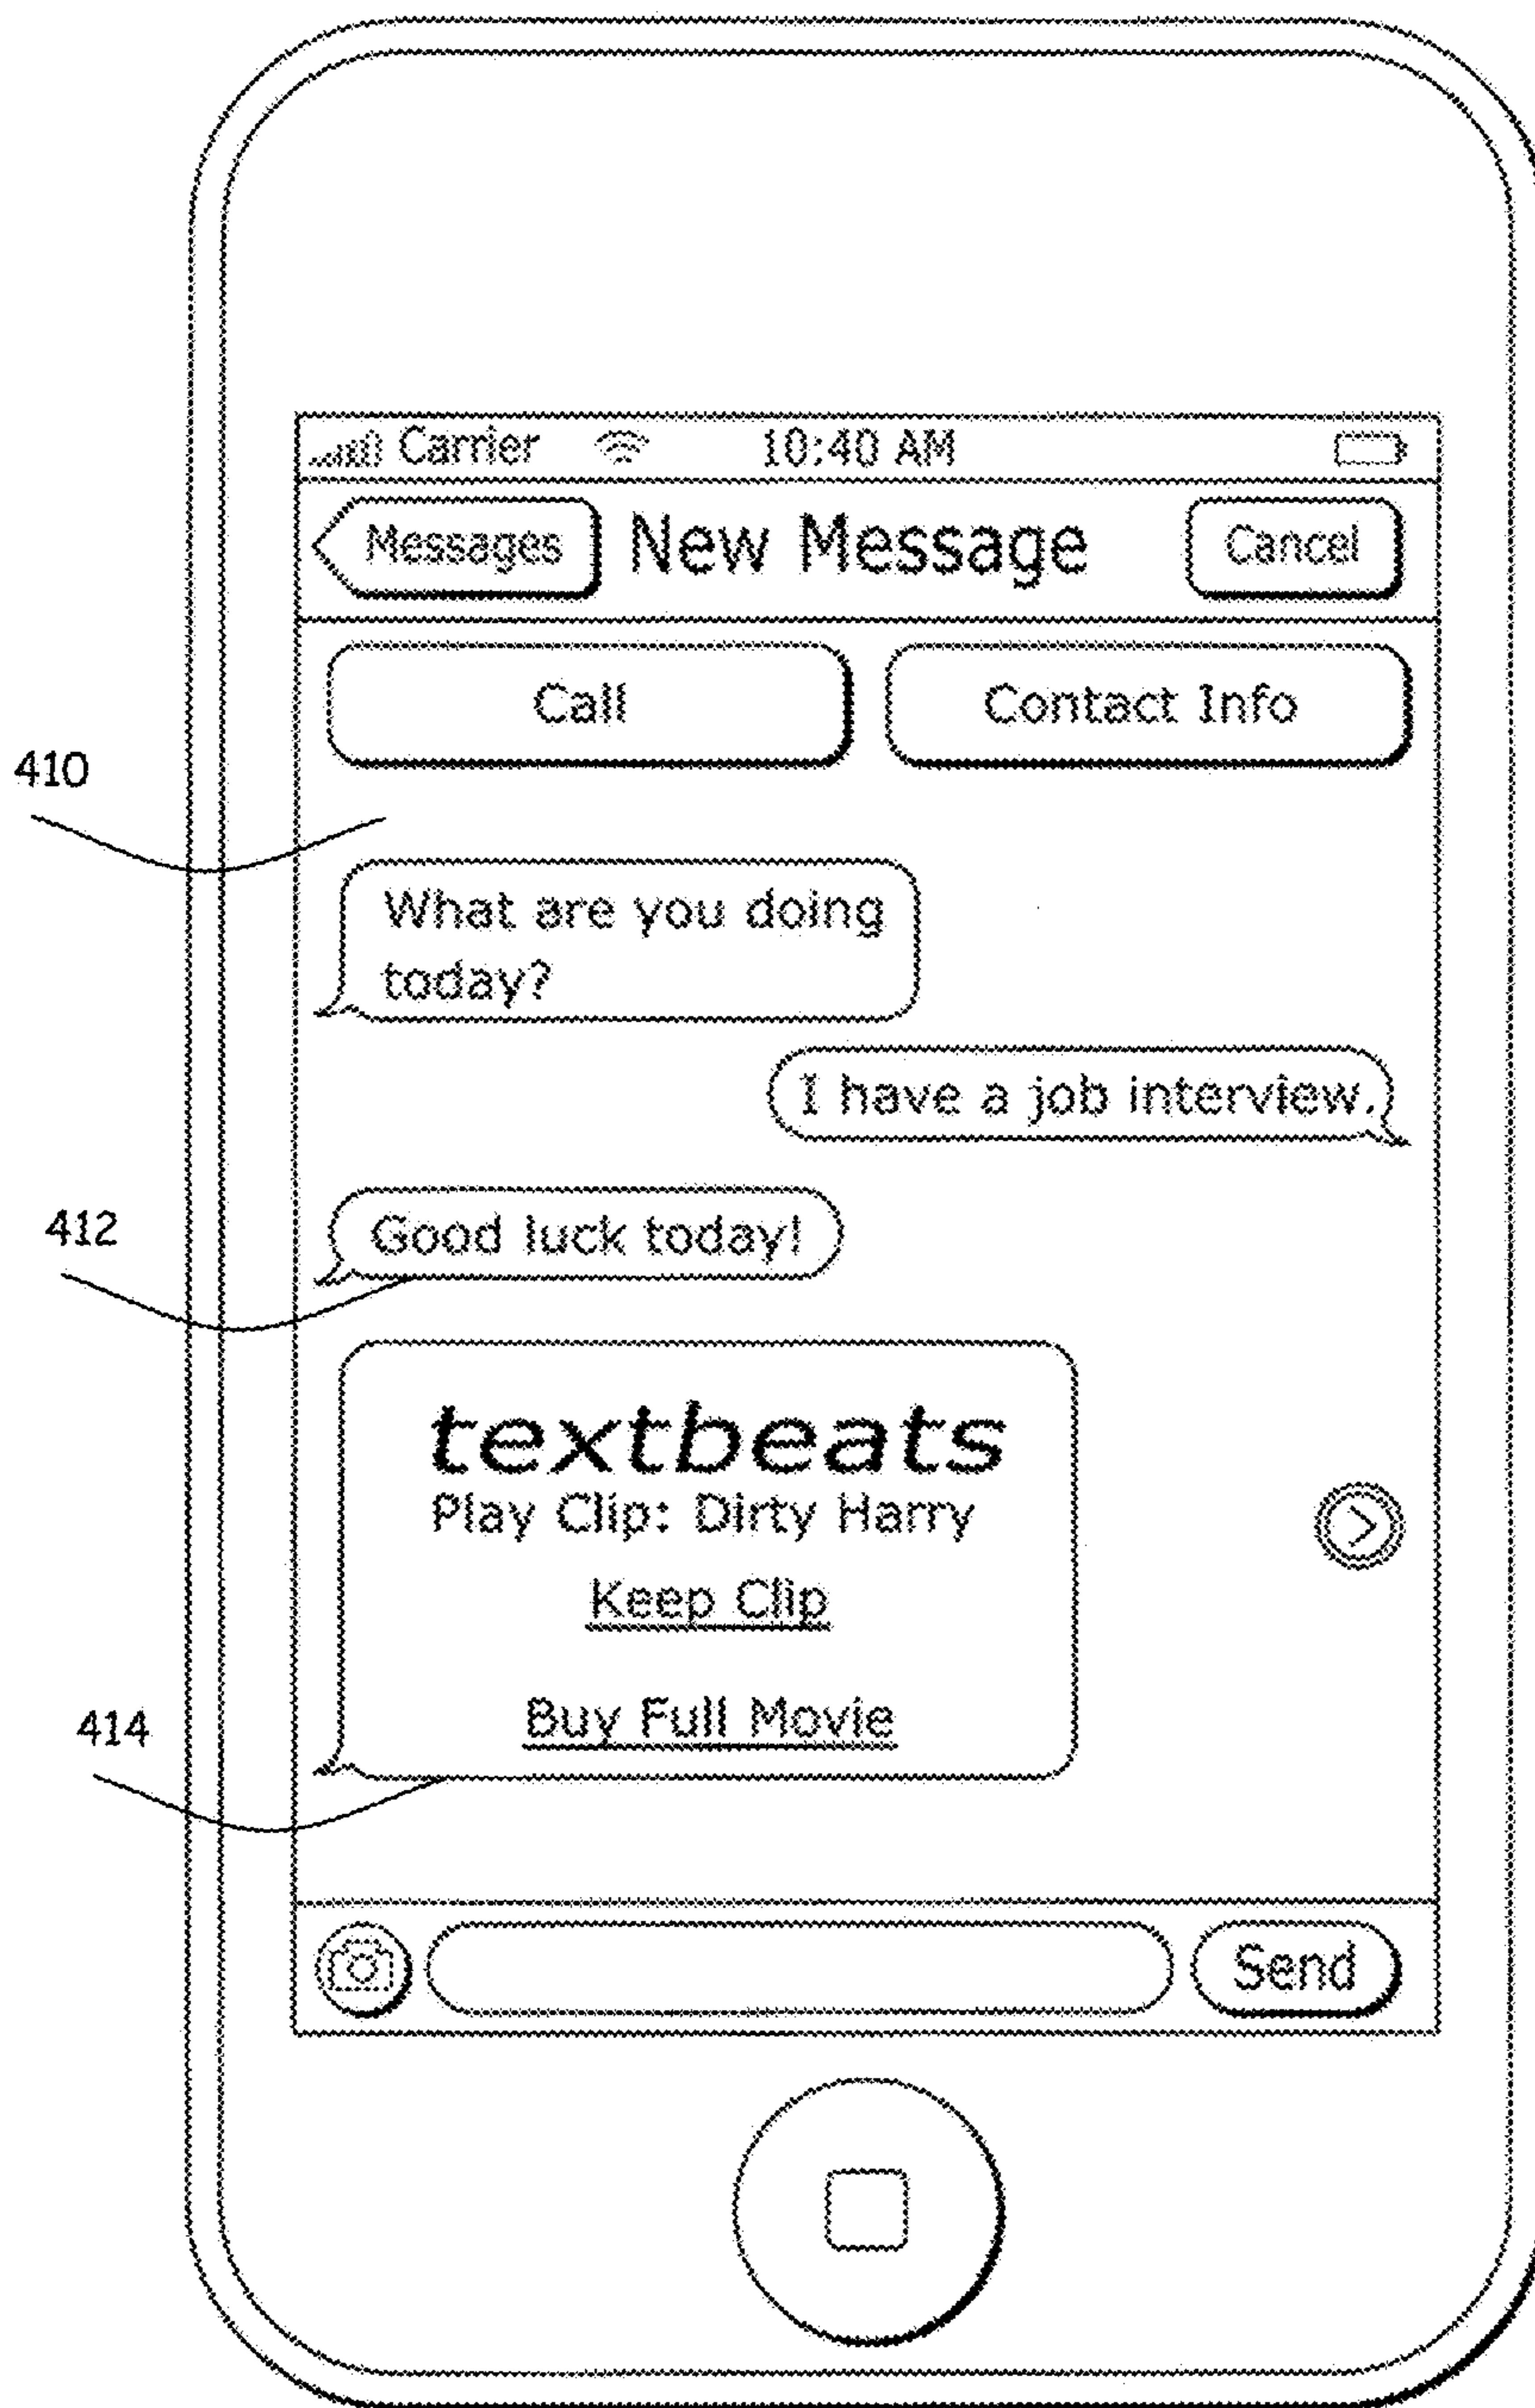 Carrier 10:40 AM
Messages New Message Cancel
Call Contact Info
410
What are you doing
today?
I have a job interview.
412
Good luck today!
textbeats
Play Clip: Dirty Harry
Keep Clip
414
Buy Full Movie
Send